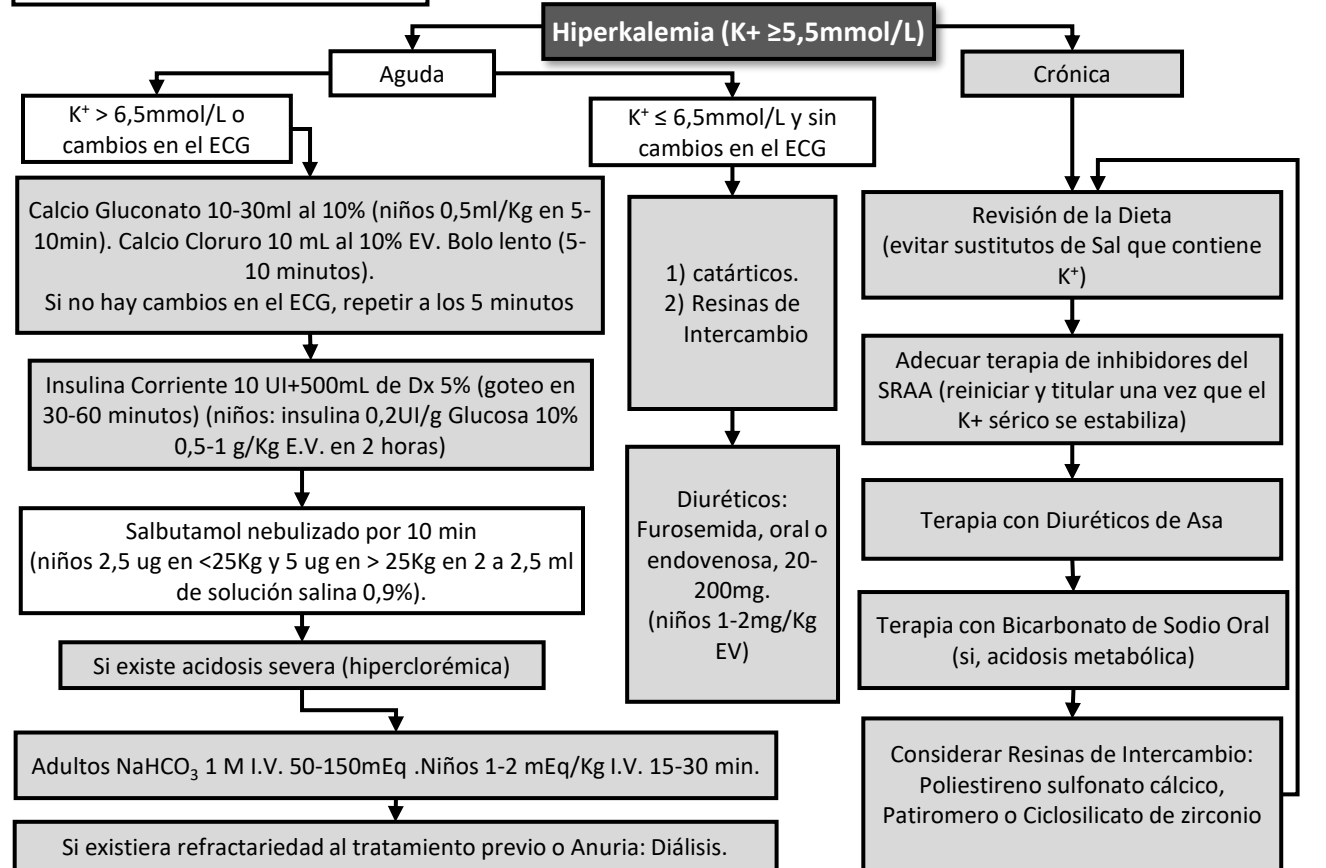 Hiperkalemia (K+ ≥5,5mmol/L)
Aguda
Crónica
K⁺ > 6,5mmol/L o
cambios en el ECG
K⁺ ≤ 6,5mmol/L y sin
cambios en el ECG
Calcio Gluconato 10-30ml al 10% (niños 0,5ml/Kg en 5-
10min). Calcio Cloruro 10 mL al 10% EV. Bolo lento (5-
10 minutos).
Si no hay cambios en el ECG, repetir a los 5 minutos
Insulina Corriente 10 UI+500mL de Dx 5% (goteo en
30-60 minutos) (niños: insulina 0,2UI/g Glucosa 10%
0,5-1 g/Kg E.V. en 2 horas)
Salbutamol nebulizado por 10 min
(niños 2,5 ug en <25Kg y 5 ug en > 25Kg en 2 a 2,5 ml
de solución salina 0,9%).
Si existe acidosis severa (hiperclorémica)
Adultos NaHCO₃ 1 M I.V. 50-150mEq .Niños 1-2 mEq/Kg I.V. 15-30 min.
Si existiera refractariedad al tratamiento previo o Anuria: Diálisis.
1) catárticos.
2) Resinas de
Intercambio
Diuréticos:
Furosemida, oral o
endovenosa, 20-
200mg.
(niños 1-2mg/Kg
EV)
Revisión de la Dieta
(evitar sustitutos de Sal que contiene
K⁺)
Adecuar terapia de inhibidores del
SRAA (reiniciar y titular una vez que el
K+ sérico se estabiliza)
Terapia con Diuréticos de Asa
Terapia con Bicarbonato de Sodio Oral
(si, acidosis metabólica)
Considerar Resinas de Intercambio:
Poliestireno sulfonato cálcico,
Patiromero o Ciclosilicato de zirconio